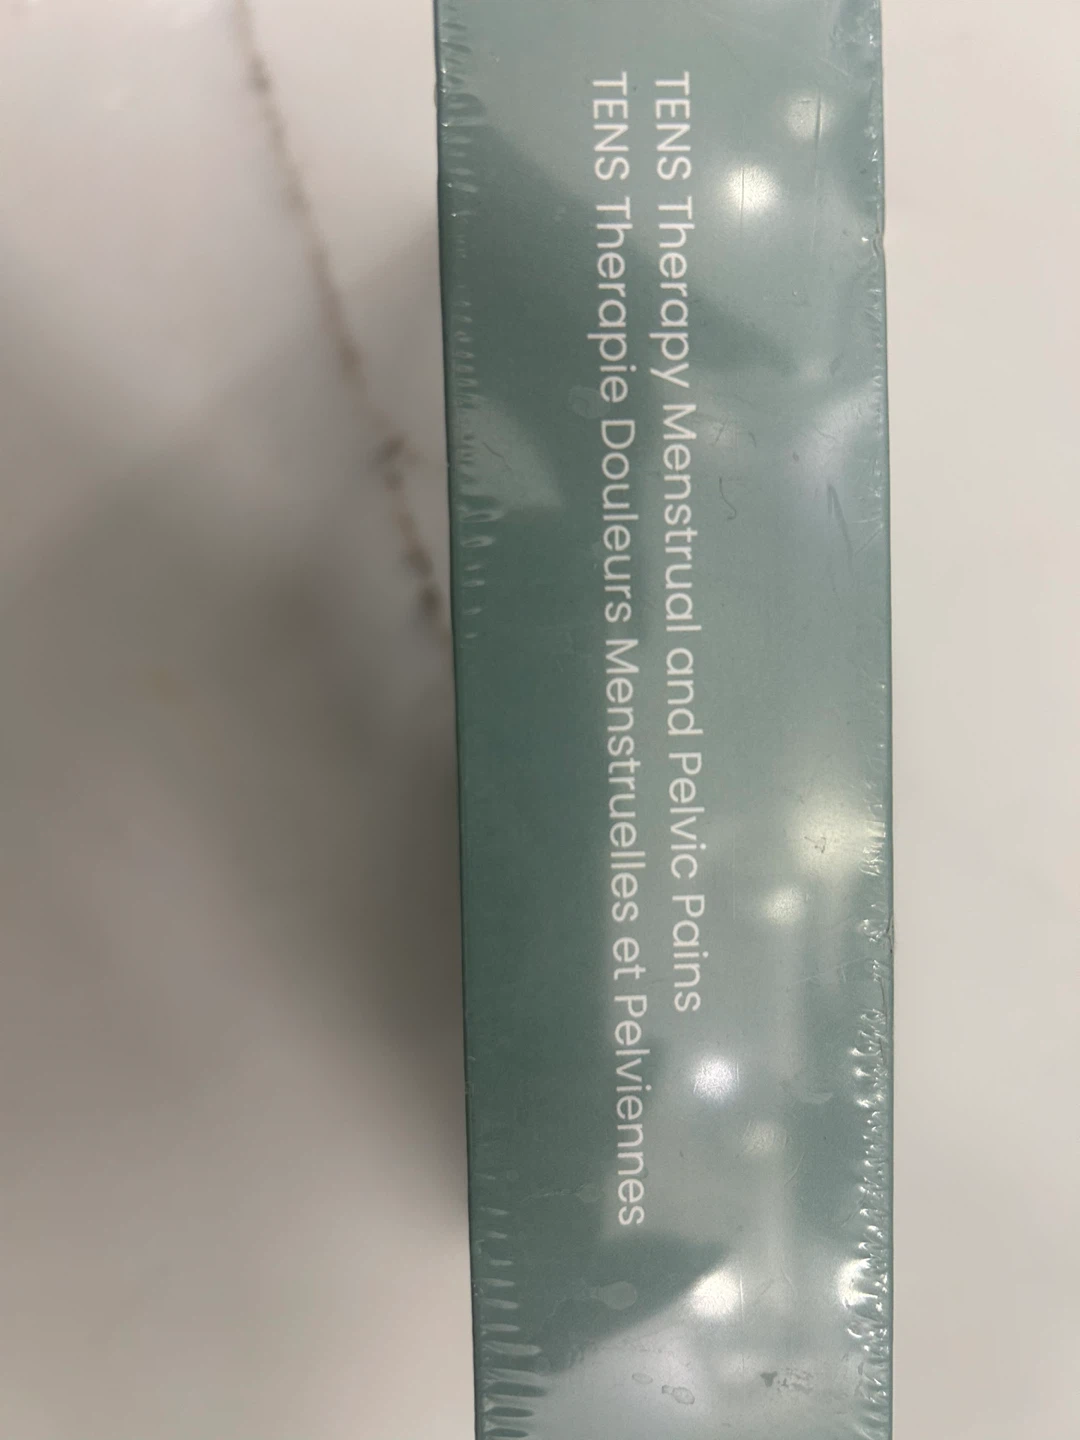 TENS Therapy Menstrual and Pelvic Pains
TENS Therapie Douleurs Menstruelles et Pelviennes